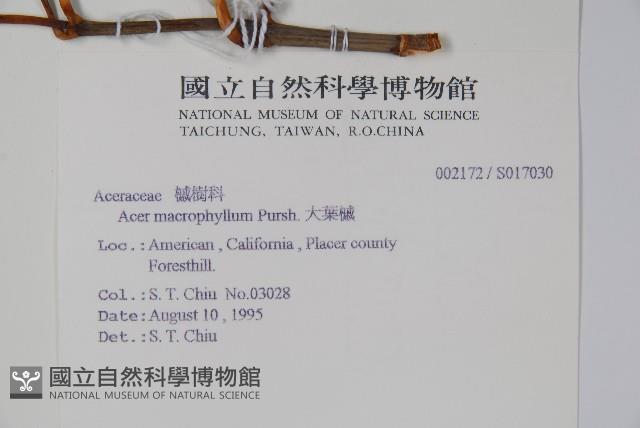 國立自然科學博物館
NATIONAL MUSEUM OF NATURAL SCIENCE
TAICHUNG, TAIWAN, R.O.CHINA
002172 / S017030
Aceraceae 槭樹科
Acer macrophyllum Pursh. 大葉槭
Loc.:American , California , Placer county
Foresthill.
Col.:S. T. Chiu No.03028
Date:August 10 , 1995
Det.:S. T. Chiu
國立自然科學博物館
NATIONAL MUSEUM OF NATURAL SCIENCE